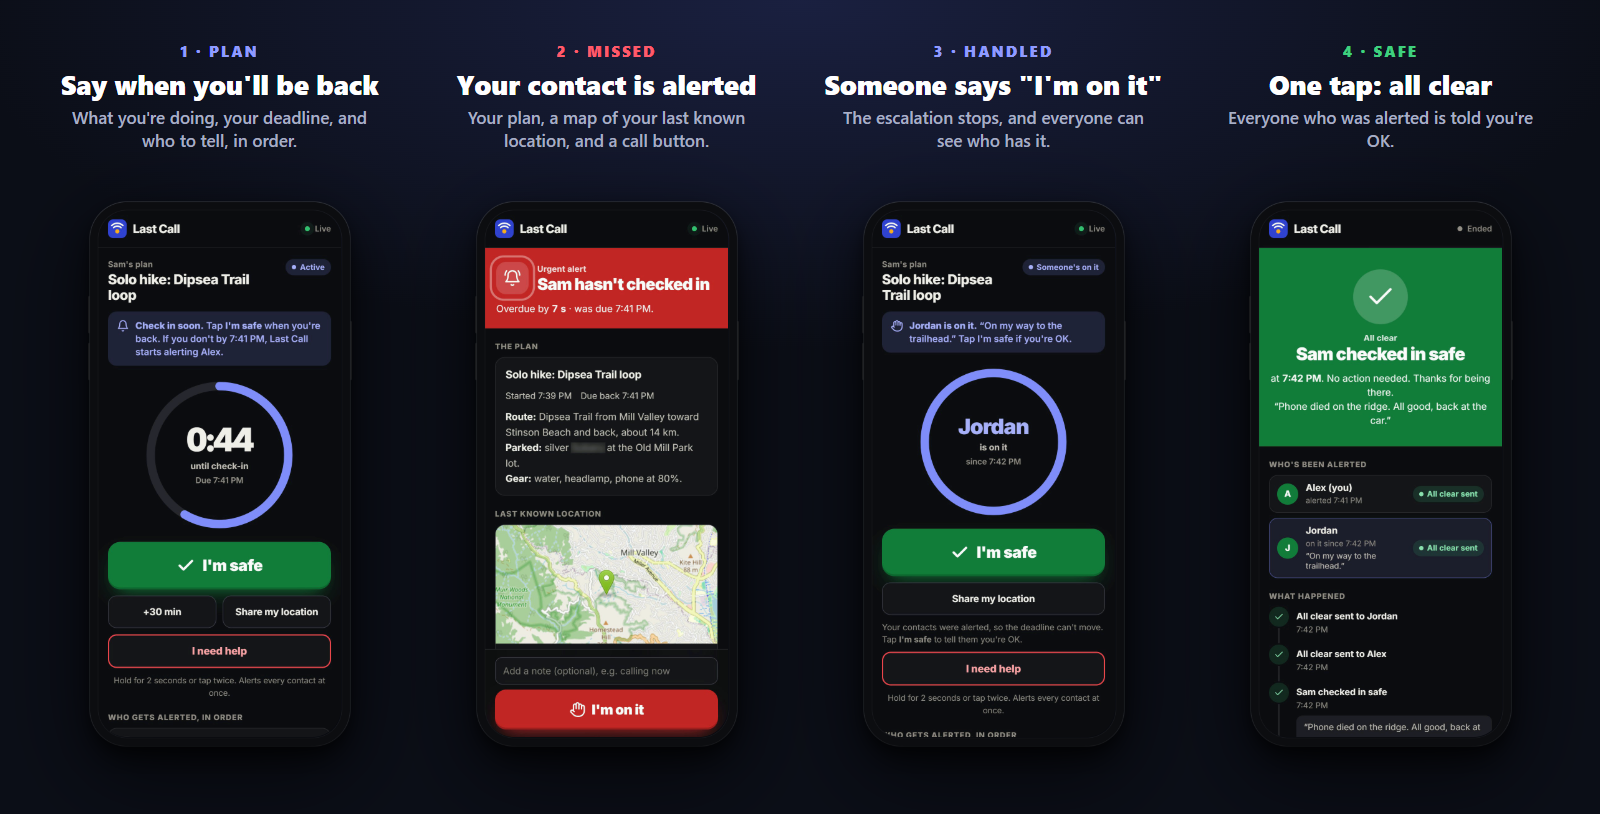 1 · PLAN
Say when you'll be back
What you're doing, your deadline, and
who to tell, in order.
Last Call
Live
Sam's plan
Active
Solo hike: Dipsea Trail
loop
Check in soon. Tap I'm safe when you're
back. If you don't by 7:41 PM, Last Call
starts alerting Alex.
0:44
until check-in
Due 7:41 PM
I'm safe
+30 min
Share my location
I need help
Hold for 2 seconds or tap twice. Alerts every contact at
once.
WHO GETS ALERTED, IN ORDER
2 · MISSED
Your contact is alerted
Your plan, a map of your last known
location, and a call button.
Last Call
Live
Urgent alert
Sam hasn't checked in
Overdue by 7 s · was due 7:41 PM.
THE PLAN
Solo hike: Dipsea Trail loop
Started 7:39 PM Due back 7:41 PM
Route: Dipsea Trail from Mill Valley toward
Stinson Beach and back, about 14 km.
Parked: silver at the Old Mill Park
lot.
Gear: water, headlamp, phone at 80%.
LAST KNOWN LOCATION
Mill Valley
Kite Hill
88 m
Muir Woods
National
Monument
Homestead
Hill
Add a note (optional), e.g. calling now
I'm on it
3 · HANDLED
Someone says "I'm on it"
The escalation stops, and everyone can
see who has it.
Last Call
Live
Sam's plan
Someone's on it
Solo hike: Dipsea
Trail loop
Jordan is on it. “On my way to the
trailhead.” Tap I'm safe if you're OK.
Jordan
is on it
since 7:42 PM
I'm safe
Share my location
Your contacts were alerted, so the deadline can't move.
Tap I'm safe to tell them you're OK.
I need help
Hold for 2 seconds or tap twice. Alerts every contact at
once.
WHO GETS ALERTED, IN ORDER
4 · SAFE
One tap: all clear
Everyone who was alerted is told you're
OK.
Last Call
Ended
All clear
Sam checked in safe
at 7:42 PM. No action needed. Thanks for being
there.
“Phone died on the ridge. All good, back at the
car.”
WHO'S BEEN ALERTED
A
Alex (you)
alerted 7:41 PM
All clear sent
J
Jordan
on it since 7:42 PM
“On my way to the
trailhead.”
All clear sent
WHAT HAPPENED
All clear sent to Jordan
7:42 PM
All clear sent to Alex
7:42 PM
Sam checked in safe
7:42 PM
“Phone died on the ridge. All good, back at